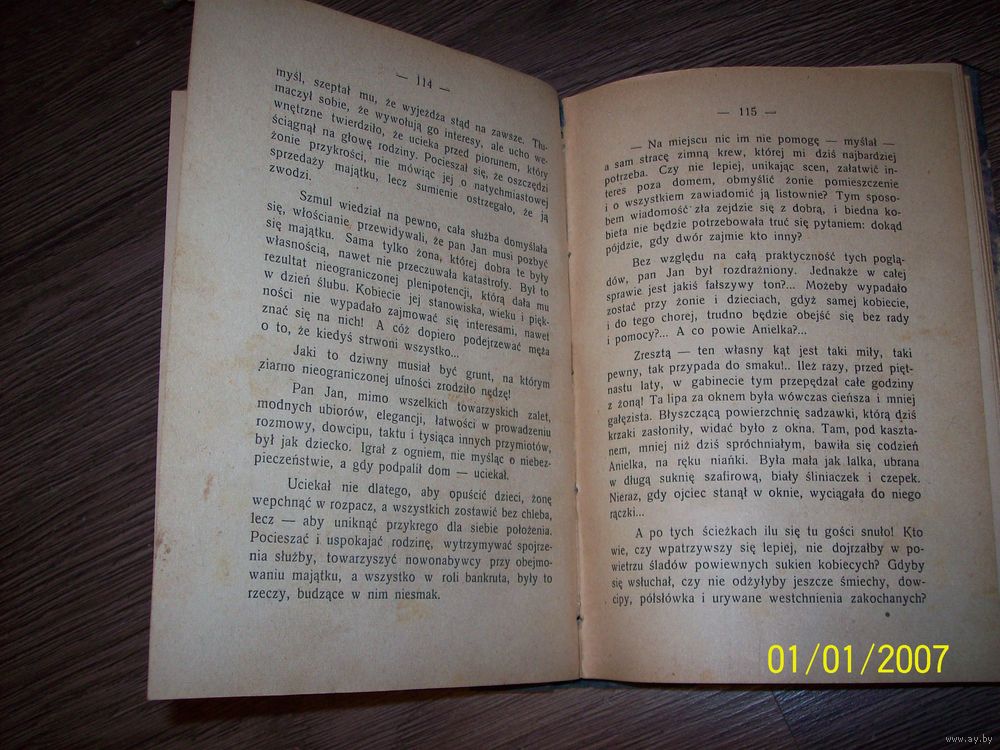 — 114 —
myśl, szeptał mu, że wyjeżdża stąd na zawsze. Tłu-
maczył sobie, że wywołują go interesy, ale ucho we-
wnętrzne twierdziło, że ucieka przed piorunem, który
ściągnął na głowę rodziny. Pocieszał się, że oszczędzi
żonie przykrości, nie mówiąc jej o natychmiastowej
sprzedaży majątku, lecz sumienie ostrzegało, że ją
zwodzi.
Szmul wiedział na pewno, cała służba domyślała
się, włościanie przewidywali, że pan Jan musi pozbyć
się majątku. Sama tylko żona, której dobra te były
własnością, nawet nie przeczuwała katastrofy. Był to
rezultat nieograniczonej plenipotencji, którą dała mu
w dzień ślubu. Kobiecie jej stanowiska, wieku i pięk-
ności nie wypadało zajmować się interesami, nawet
znać się na nich! A cóż dopiero podejrzewać męża
o to, że kiedyś strwoni wszystko...
Jaki to dziwny musiał być grunt, na którym
ziarno nieograniczonej ufności zrodziło nędzę!
Pan Jan, mimo wszelkich towarzyskich zalet,
modnych ubiorów, elegancji, łatwości w prowadzeniu
rozmowy, dowcipu, taktu i tysiąca innych przymiotów,
był jak dziecko. Igrał z ogniem, nie myśląc o niebez-
pieczeństwie, a gdy podpalił dom — uciekał.
Uciekał nie dlatego, aby opuścić dzieci, żonę
wepchnąć w rozpacz, a wszystkich zostawić bez chleba,
lecz — aby uniknąć przykrego dla siebie położenia.
Pocieszać i uspokajać rodzinę, wytrzymywać spojrze-
nia służby, towarzyszyć nowonabywcy przy obejmo-
waniu majątku, a wszystko w roli bankruta, były to
rzeczy, budzące w nim niesmak.
— 115 —
— Na miejscu nic im nie pomogę — myślał —
a sam stracę zimną krew, której mi dziś najbardziej
potrzeba. Czy nie lepiej, unikając scen, załatwić in-
teres poza domem, obmyślić żonie pomieszczenie
i o wszystkiem zawiadomić ją listownie? Tym sposo-
bem wiadomość zła zejdzie się z dobrą, i biedna ko-
bieta nie będzie potrzebowała truć się pytaniem: dokąd
pójdzie, gdy dwór zajmie kto inny?
Bez względu na całą praktyczność tych poglą-
dów, pan Jan był rozdrażniony. Jednakże w całej
sprawie jest jakiś fałszywy ton?... Możeby wypadało
zostać przy żonie i dzieciach, gdyż samej kobiecie,
i do tego chorej, trudno będzie obejść się bez rady
i pomocy?... A co powie Anielka?...
Zresztą — ten własny kąt jest taki miły, taki
pewny, tak przypada do smaku!.. Ileż razy, przed pięt-
nastu laty, w gabinecie tym przepędzał całe godziny
z żoną! Ta lipa za oknem była wówczas cieńsza i mniej
gałęzista. Błyszczącą powierzchnię sadzawki, którą dziś
krzaki zasłoniły, widać było z okna. Tam, pod kaszta-
nem, mniej niż dziś spróchniałym, bawiła się codzień
Anielka, na ręku niańki. Była mała jak lalka, ubrana
w długą suknię szafirową, biały śliniaczek i czepek.
Nieraz, gdy ojciec stanął w oknie, wyciągała do niego
rączki...
A po tych ścieżkach ilu się tu gości snuło! Kto
wie, czy wpatrzywszy się lepiej, nie dojrzałby w po-
wietrzu śladów powiewnych sukien kobiecych? Gdyby
się wsłuchał, czy nie odżyłyby jeszcze śmiechy, dow-
cipy, półsłówka i urywane westchnienia zakochanych?
01/01/2007
www.ay.by